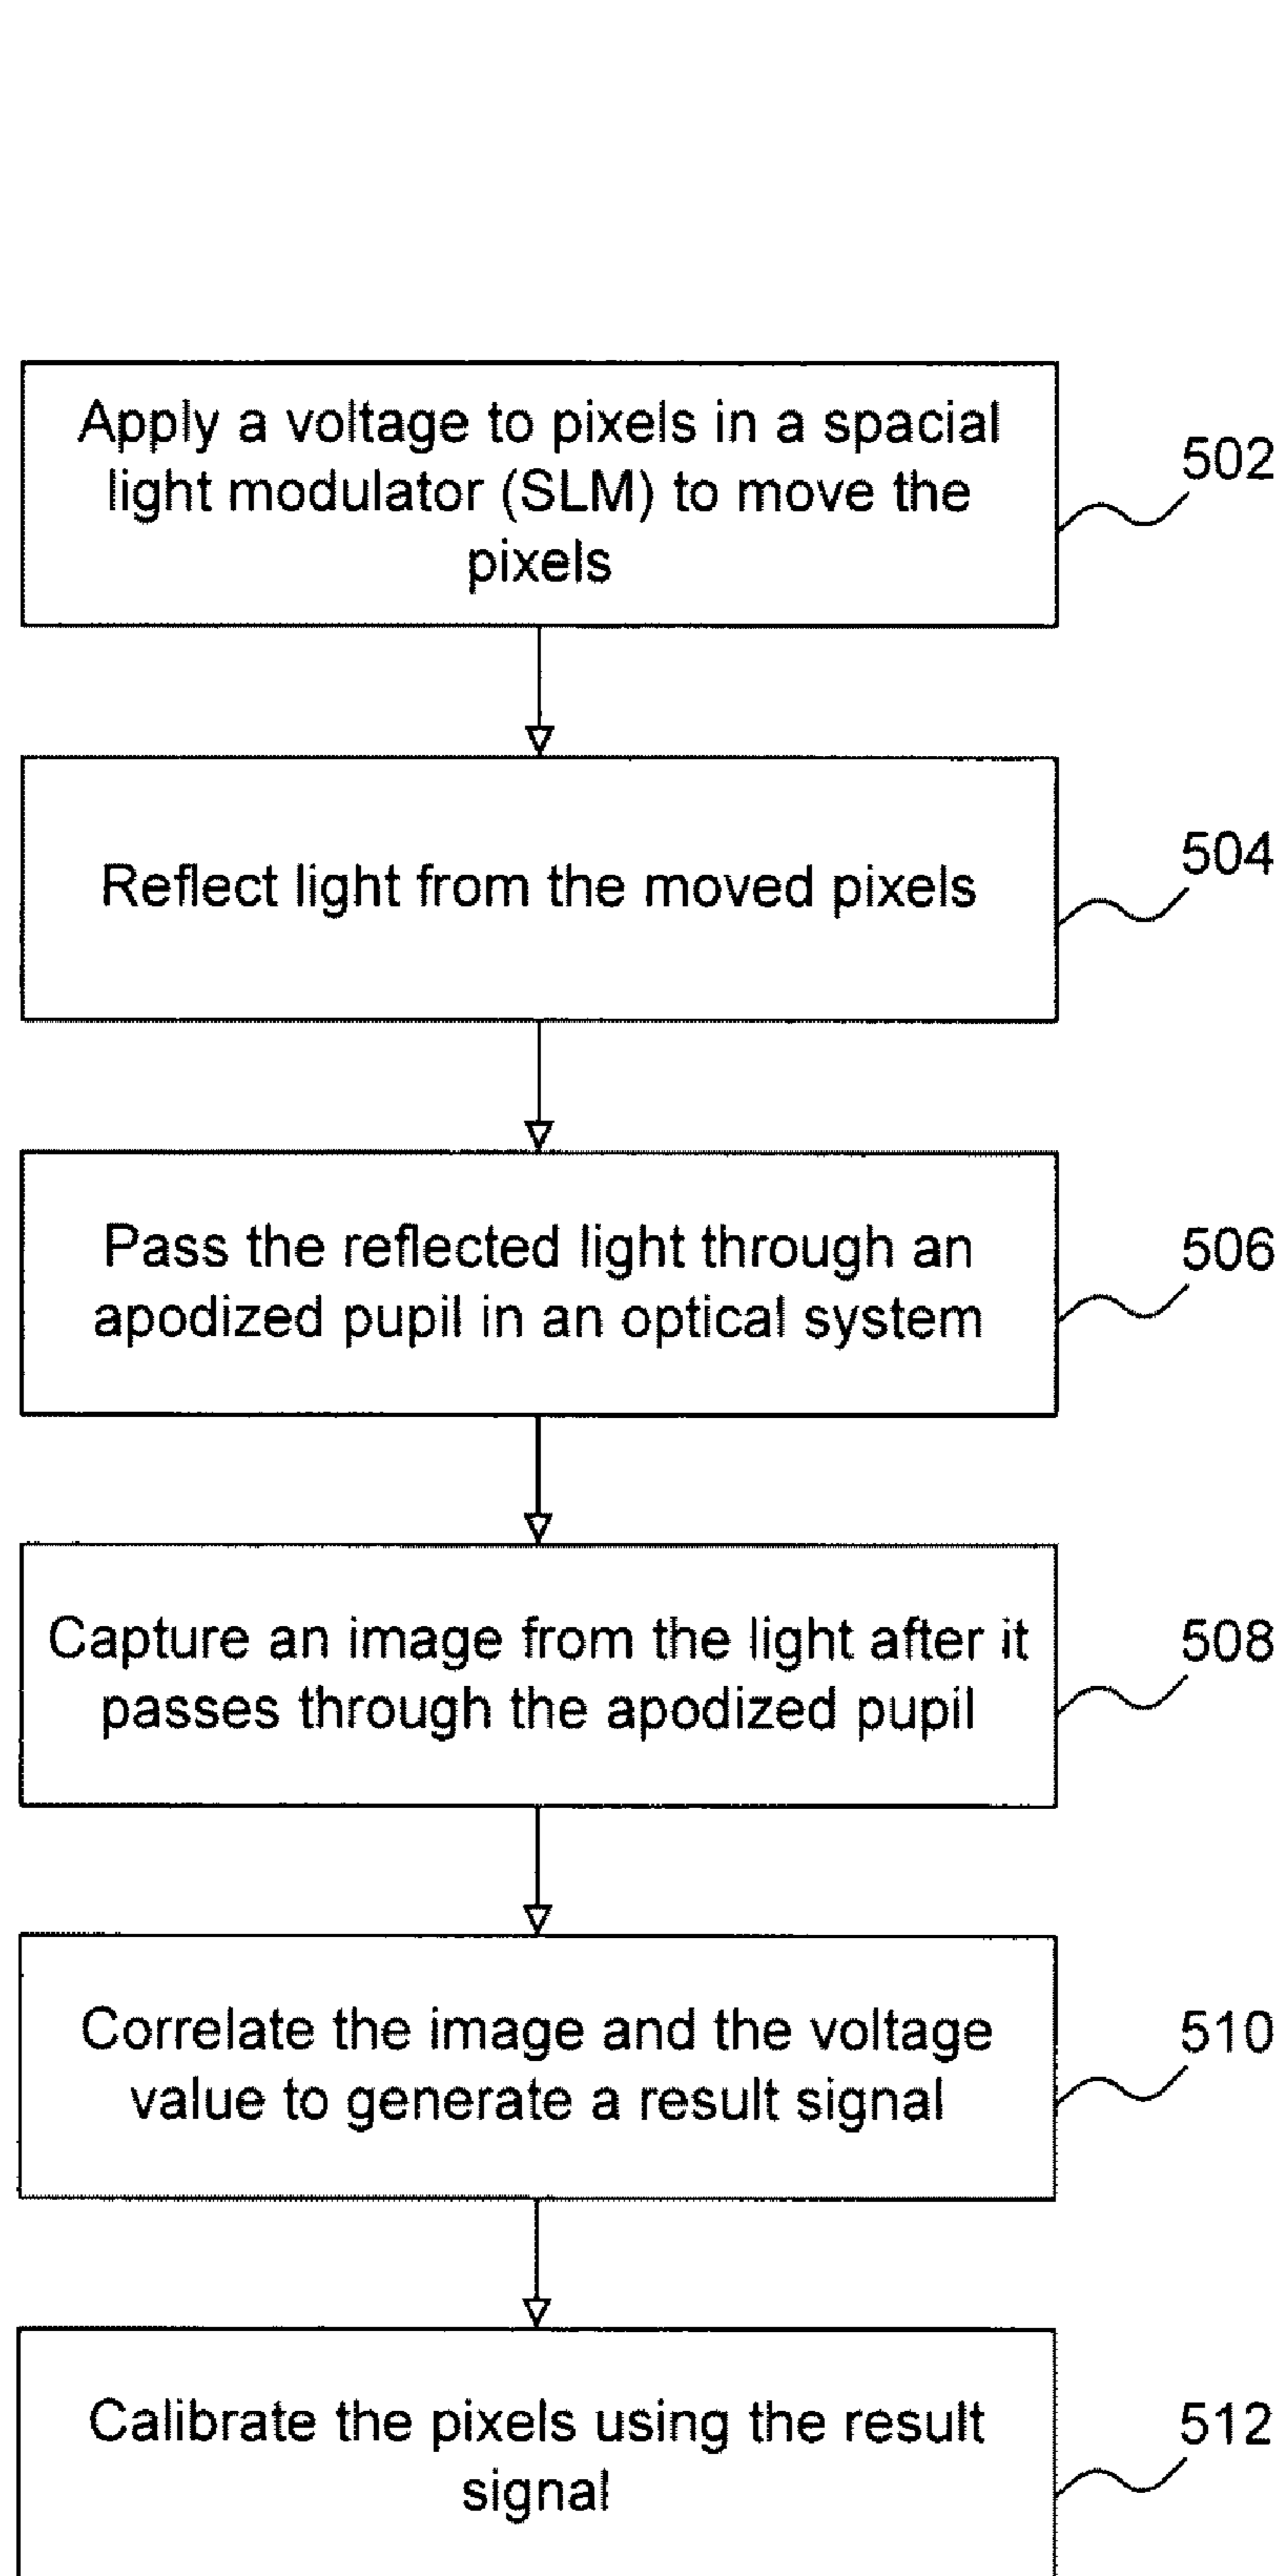 Apply a voltage to pixels in a spacial
light modulator (SLM) to move the
pixels
502
Reflect light from the moved pixels
504
Pass the reflected light through an
apodized pupil in an optical system
506
Capture an image from the light after it
passes through the apodized pupil
508
Correlate the image and the voltage
value to generate a result signal
510
Calibrate the pixels using the result
signal
512